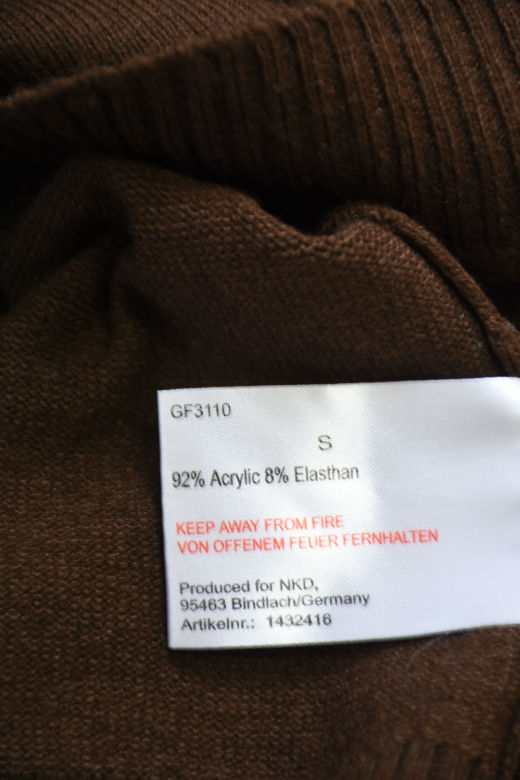 GF3110
S
92% Acrylic 8% Elasthan
KEEP AWAY FROM FIRE
VON OFFENEM FEUER FERNHALTEN
Produced for NKD,
95463 Bindlach/Germany
Artikelnr.: 1432416